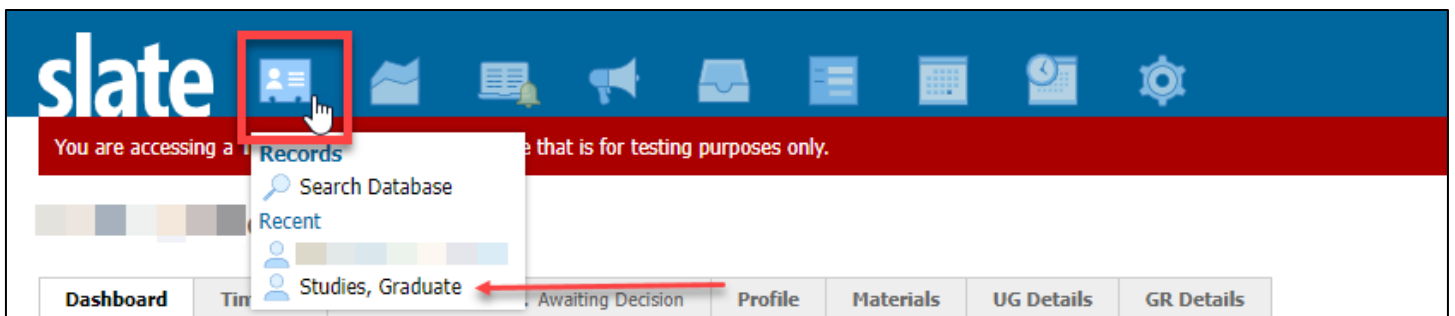 slate
You are accessing a e that is for testing purposes only.
Records
Search Database
Recent
Studies, Graduate
Dashboard Awaiting Decision Profile Materials UG Details GR Details